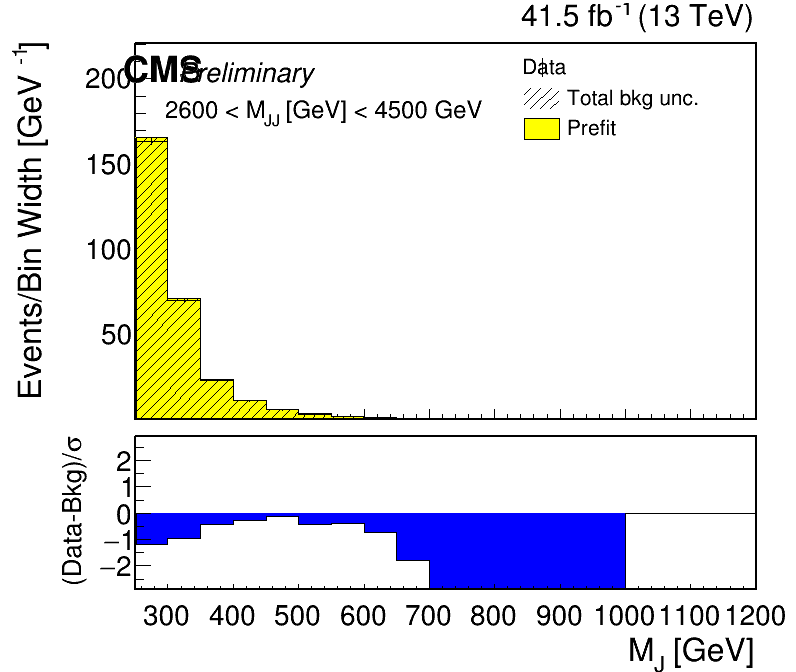 41.5 fb⁻¹ (13 TeV)
CMS Preliminary
2600 < M_JJ [GeV] < 4500 GeV
Data
Total bkg unc.
Prefit
Events/Bin Width [GeV⁻¹]
200
150
100
50
(Data-Bkg)/σ
2
1
0
−1
−2
300 400 500 600 700 800 900 1000 1100 1200
M_J [GeV]